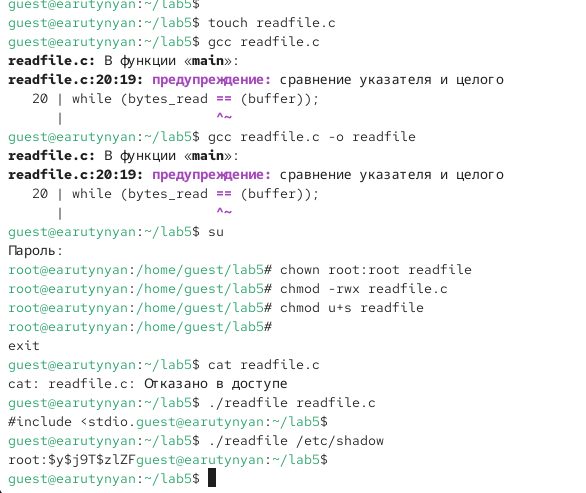 guest@earutynyan:~/lab5$
guest@earutynyan:~/lab5$ touch readfile.c
guest@earutynyan:~/lab5$ gcc readfile.c
readfile.c: В функции «main»:
readfile.c:20:19: предупреждение: сравнение указателя и целого
   20 | while (bytes_read == (buffer));
      |                   ^~
guest@earutynyan:~/lab5$ gcc readfile.c -o readfile
readfile.c: В функции «main»:
readfile.c:20:19: предупреждение: сравнение указателя и целого
   20 | while (bytes_read == (buffer));
      |                   ^~
guest@earutynyan:~/lab5$ su
Пароль:
root@earutynyan:/home/guest/lab5# chown root:root readfile
root@earutynyan:/home/guest/lab5# chmod -rwx readfile.c
root@earutynyan:/home/guest/lab5# chmod u+s readfile
root@earutynyan:/home/guest/lab5#
exit
guest@earutynyan:~/lab5$ cat readfile.c
cat: readfile.c: Отказано в доступе
guest@earutynyan:~/lab5$ ./readfile readfile.c
#include <stdio.guest@earutynyan:~/lab5$
guest@earutynyan:~/lab5$ ./readfile /etc/shadow
root:$y$j9T$zlZFguest@earutynyan:~/lab5$
guest@earutynyan:~/lab5$